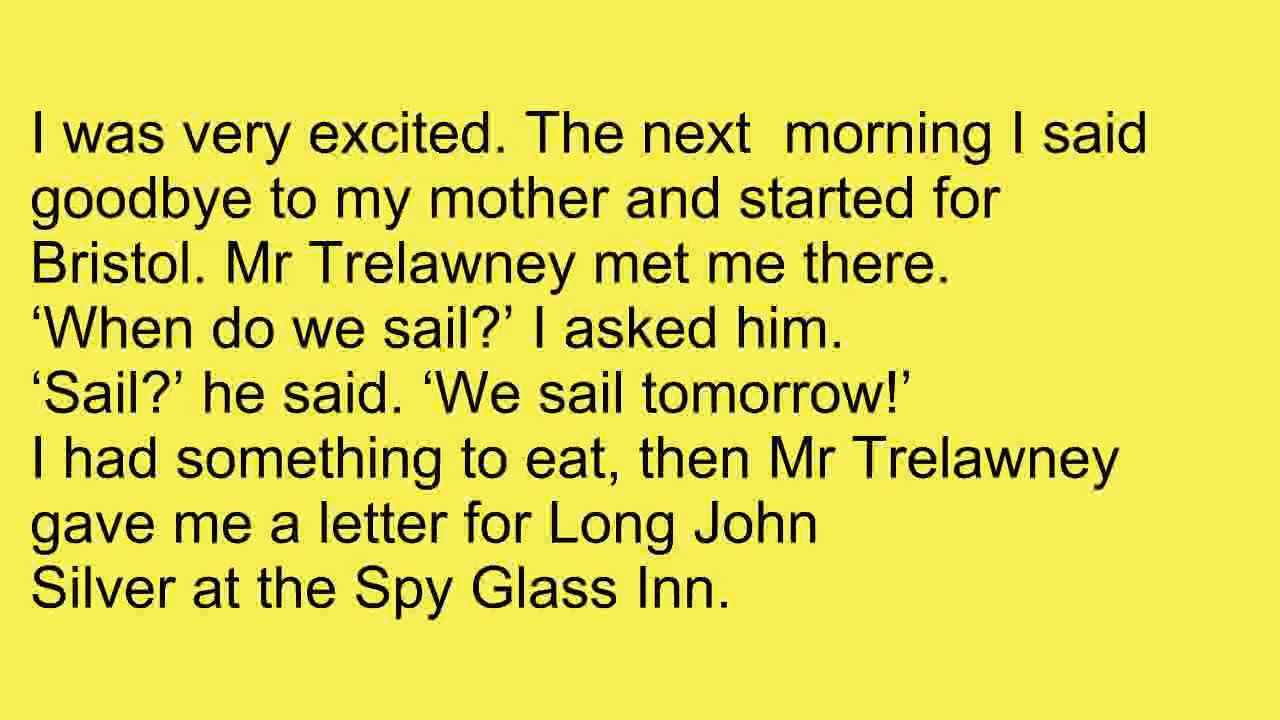 I was very excited. The next  morning I said
goodbye to my mother and started for
Bristol. Mr Trelawney met me there.
‘When do we sail?’ I asked him.
‘Sail?’ he said. ‘We sail tomorrow!’
I had something to eat, then Mr Trelawney
gave me a letter for Long John
Silver at the Spy Glass Inn.